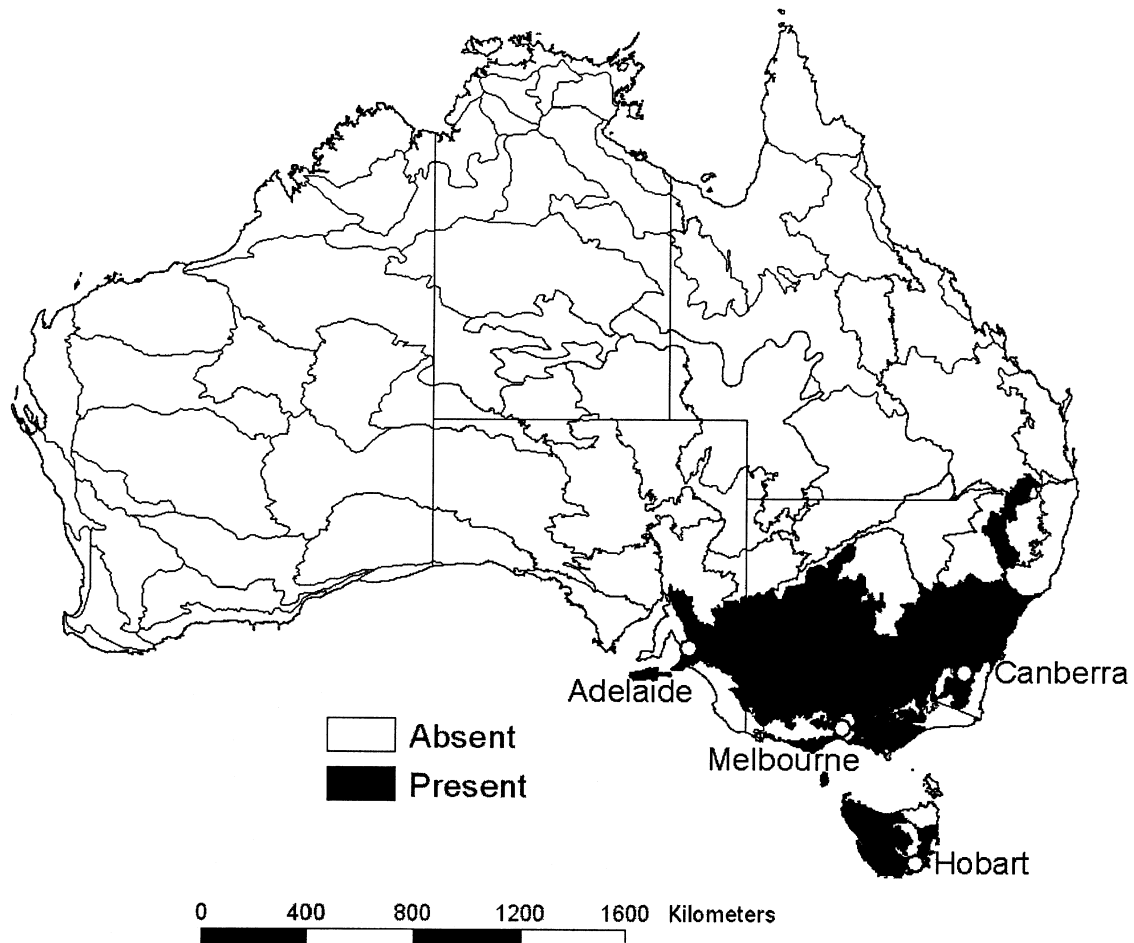 Adelaide
Canberra
Melbourne
Absent
Present
Hobart
0 400 800 1200 1600 Kilometers